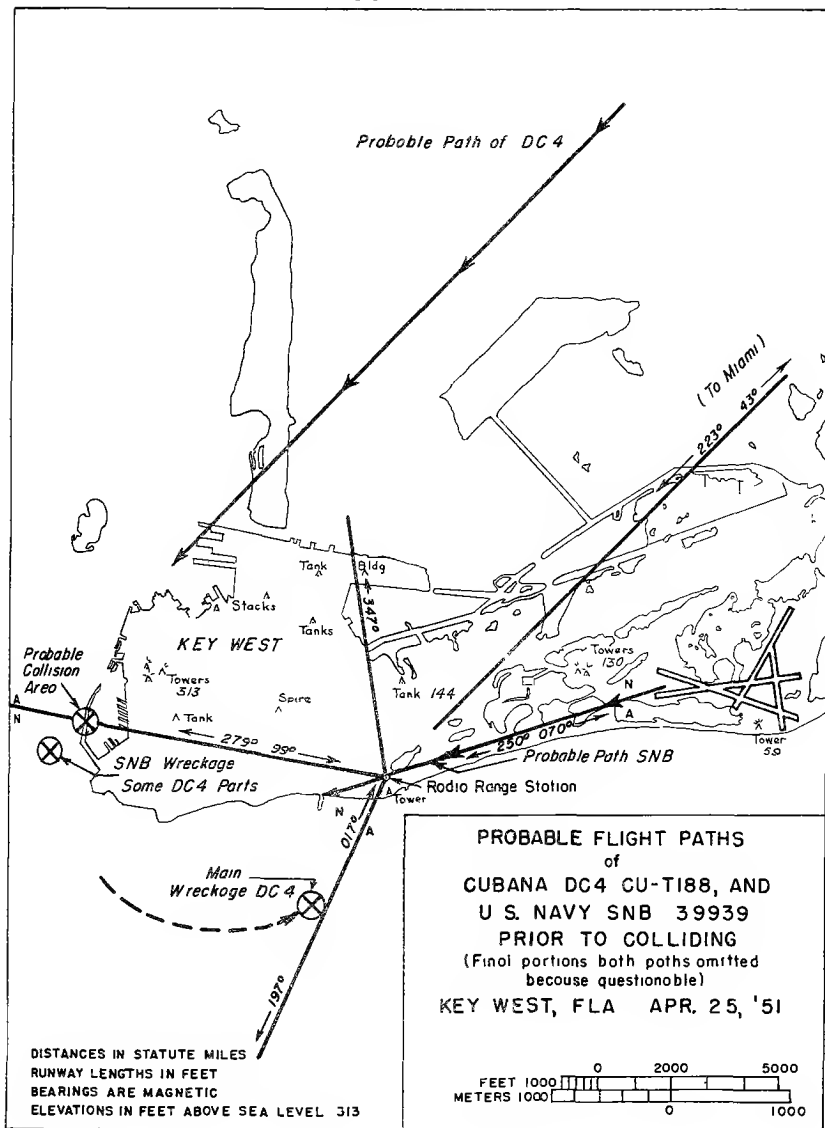 Probable Path of DC 4
(To Miami)
43°
223°
Tank
Bldg
347°
Stacks
Tanks
KEY WEST
Towers
130
Probable
Collision
Area
Towers
313
Spire
Tank 144
Tank
A
N
N
A
279° 99°
250° 070°
Probable Path SNB
Tower
59
SNB Wreckage
Some DC4 Parts
Radio Range Station
Tower
N
A
017°
Main
Wreckage DC 4
197°
PROBABLE FLIGHT PATHS
of
CUBANA DC4 CU-T188, AND
U S. NAVY SNB 39939
PRIOR TO COLLIDING
(Final portions both paths omitted
because questionable)
KEY WEST, FLA APR. 25, '51
DISTANCES IN STATUTE MILES
RUNWAY LENGTHS IN FEET
BEARINGS ARE MAGNETIC
ELEVATIONS IN FEET ABOVE SEA LEVEL 313
0 2000 5000
FEET 1000
METERS 1000
0 1000